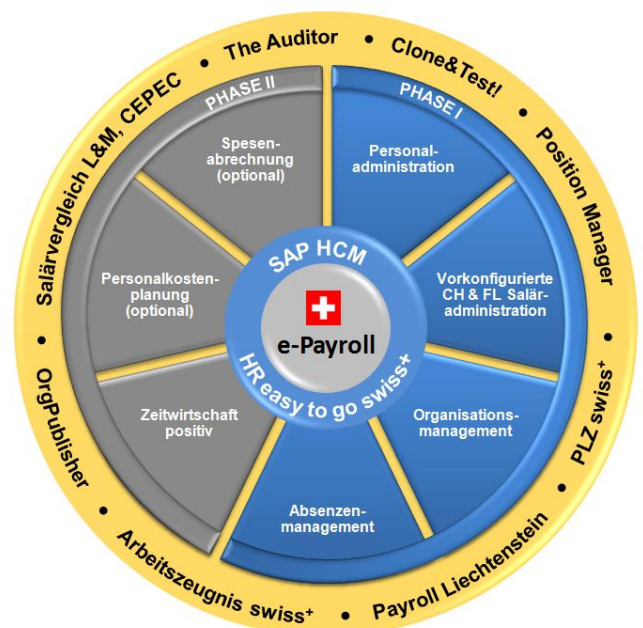 Salärvergleich L&M, CEPEC • The Auditor • Clone&Test! • Position Manager • PLZ swiss⁺ • Payroll Liechtenstein • Arbeitszeugnis swiss⁺ • OrgPublisher •
PHASE II
PHASE I
Spesen-
abrechnung
(optional)
Personal-
administration
Personalkosten-
planung
(optional)
Vorkonfigurierte
CH & FL Salär-
administration
Zeitwirtschaft
positiv
Organisations-
management
Absenzen-
management
SAP HCM
e-Payroll
HR easy to go swiss+